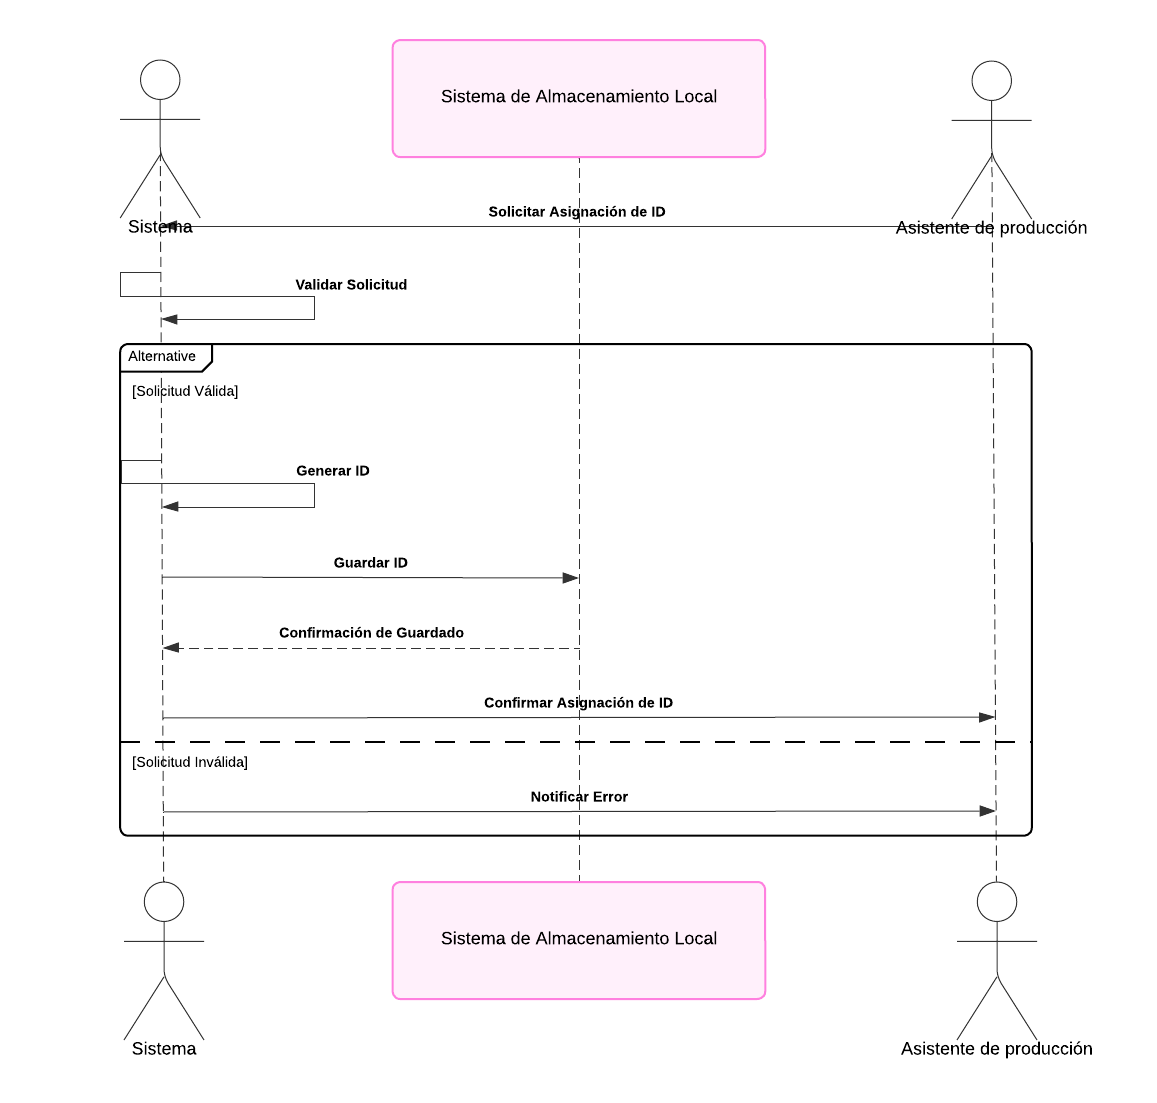 Sistema de Almacenamiento Local
Sistema
Solicitar Asignación de ID
Asistente de producción
Validar Solicitud
Alternative
[Solicitud Válida]
Generar ID
Guardar ID
Confirmación de Guardado
Confirmar Asignación de ID
[Solicitud Inválida]
Notificar Error
Sistema de Almacenamiento Local
Sistema
Asistente de producción